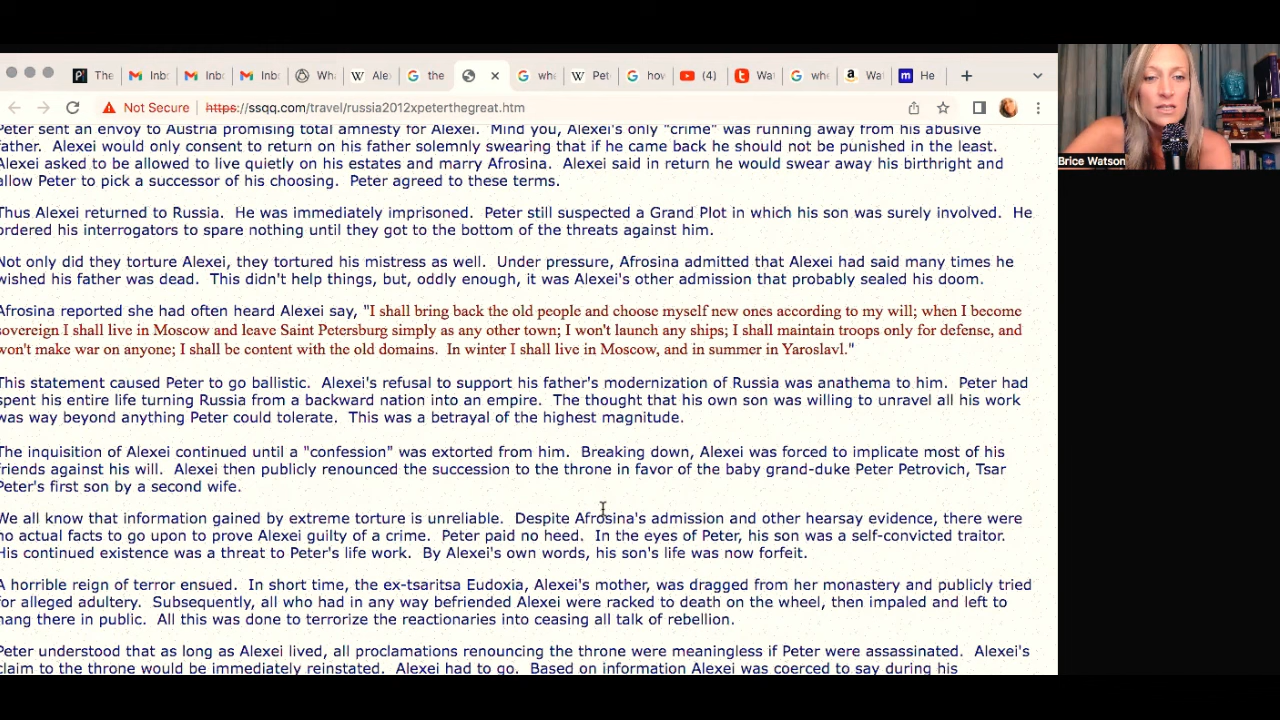 The
Inb
Inb
Inb
Wh
Ale
the
whe
Pet
hov
(4)
Wa
whe
Wa
He
Not Secure
https://ssqq.com/travel/russia2012xpeterthegreat.htm
Brice Watson
Peter sent an envoy to Austria promising total amnesty for Alexei. Mind you, Alexei's only "crime" was running away from his abusive
father. Alexei would only consent to return on his father solemnly swearing that if he came back he should not be punished in the least.
Alexei asked to be allowed to live quietly on his estates and marry Afrosina. Alexei said in return he would swear away his birthright and
allow Peter to pick a successor of his choosing. Peter agreed to these terms.
Thus Alexei returned to Russia. He was immediately imprisoned. Peter still suspected a Grand Plot in which his son was surely involved. He
ordered his interrogators to spare nothing until they got to the bottom of the threats against him.
Not only did they torture Alexei, they tortured his mistress as well. Under pressure, Afrosina admitted that Alexei had said many times he
wished his father was dead. This didn't help things, but, oddly enough, it was Alexei's other admission that probably sealed his doom.
Afrosina reported she had often heard Alexei say, "I shall bring back the old people and choose myself new ones according to my will; when I become
sovereign I shall live in Moscow and leave Saint Petersburg simply as any other town; I won't launch any ships; I shall maintain troops only for defense, and
won't make war on anyone; I shall be content with the old domains. In winter I shall live in Moscow, and in summer in Yaroslavl."
This statement caused Peter to go ballistic. Alexei's refusal to support his father's modernization of Russia was anathema to him. Peter had
spent his entire life turning Russia from a backward nation into an empire. The thought that his own son was willing to unravel all his work
was way beyond anything Peter could tolerate. This was a betrayal of the highest magnitude.
The inquisition of Alexei continued until a "confession" was extorted from him. Breaking down, Alexei was forced to implicate most of his
friends against his will. Alexei then publicly renounced the succession to the throne in favor of the baby grand-duke Peter Petrovich, Tsar
Peter's first son by a second wife.
We all know that information gained by extreme torture is unreliable. Despite Afrosina's admission and other hearsay evidence, there were
no actual facts to go upon to prove Alexei guilty of a crime. Peter paid no heed. In the eyes of Peter, his son was a self-convicted traitor.
His continued existence was a threat to Peter's life work. By Alexei's own words, his son's life was now forfeit.
A horrible reign of terror ensued. In short time, the ex-tsaritsa Eudoxia, Alexei's mother, was dragged from her monastery and publicly tried
for alleged adultery. Subsequently, all who had in any way befriended Alexei were racked to death on the wheel, then impaled and left to
hang there in public. All this was done to terrorize the reactionaries into ceasing all talk of rebellion.
Peter understood that as long as Alexei lived, all proclamations renouncing the throne were meaningless if Peter were assassinated. Alexei's
claim to the throne would be immediately reinstated. Alexei had to go. Based on information Alexei was coerced to say during his